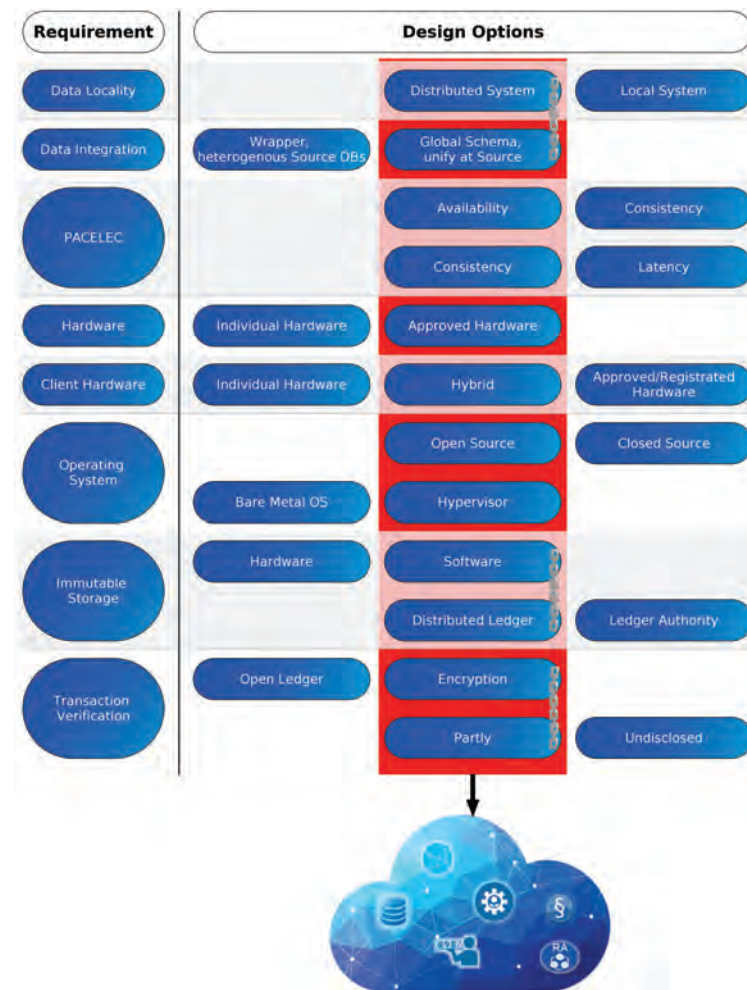 Requirement
Design Options
Data Locality
Distributed System
Local System
Data Integration
Wrapper,
heterogenous Source DBs
Global Schema,
unify at Source
PACELEC
Availability
Consistency
Consistency
Latency
Hardware
Individual Hardware
Approved Hardware
Client Hardware
Individual Hardware
Hybrid
Approved/Registrated
Hardware
Operating
System
Open Source
Closed Source
Bare Metal OS
Hypervisor
Immutable
Storage
Hardware
Software
Distributed Ledger
Ledger Authority
Transaction
Verification
Open Ledger
Encryption
Partly
Undisclosed
§
RA